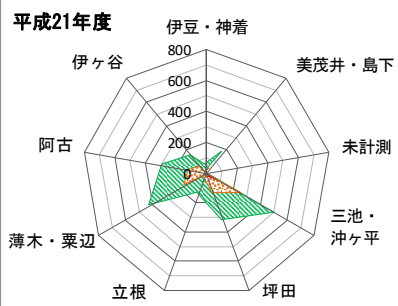 平成21年度
伊豆・神着
美茂井・島下
未計測
三池・
沖ヶ平
坪田
立根
薄木・粟辺
阿古
伊ヶ谷
800
600
400
200
0